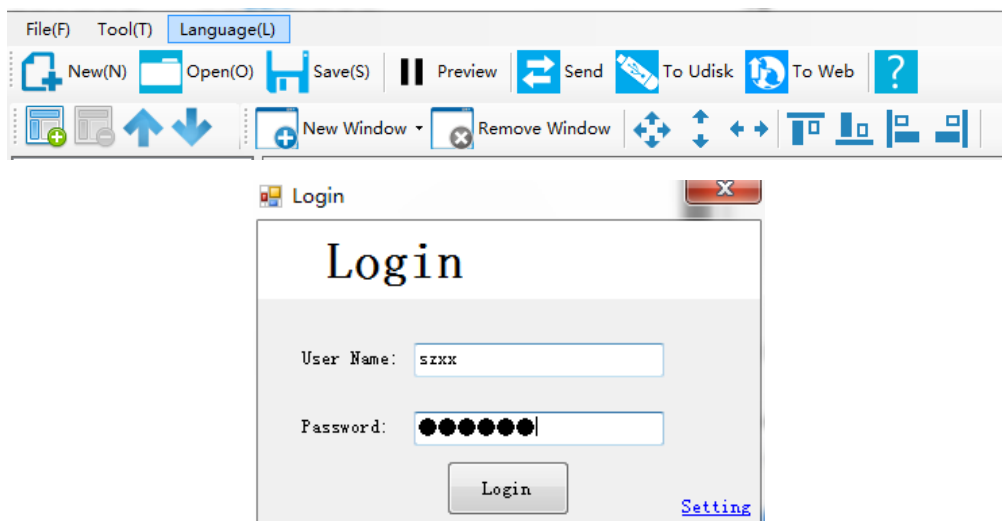 File(F) Tool(T) Language(L)
New(N) Open(O) Save(S) Preview Send To Udisk To Web ?
New Window Remove Window
Login
Login
User Name: szxx
Password: ●●●●●●
Login
Setting